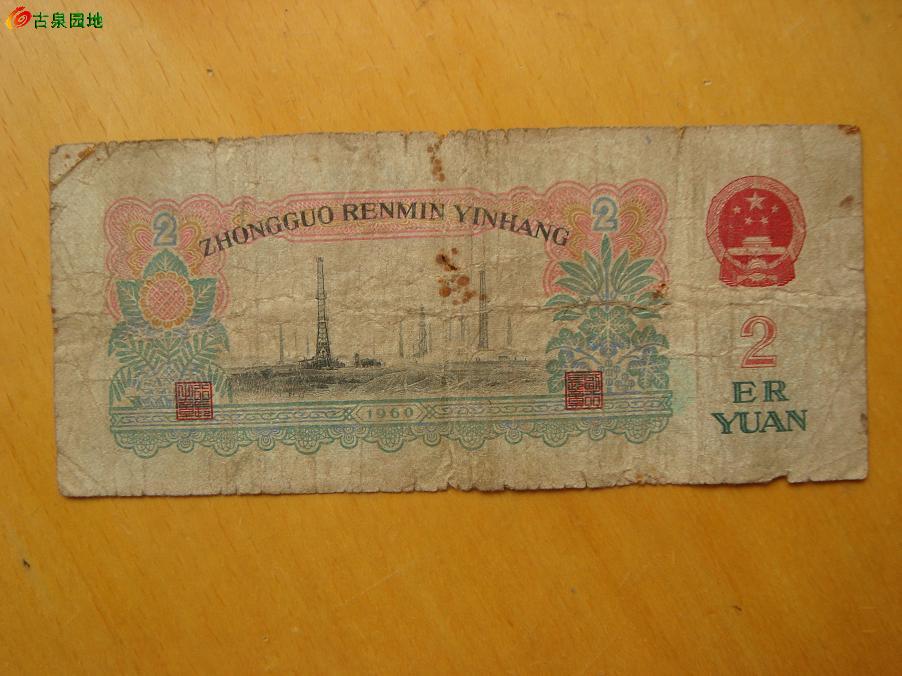 古泉园地
2
2
ZHONGGUO RENMIN YINHANG
2
ER
YUAN
1960